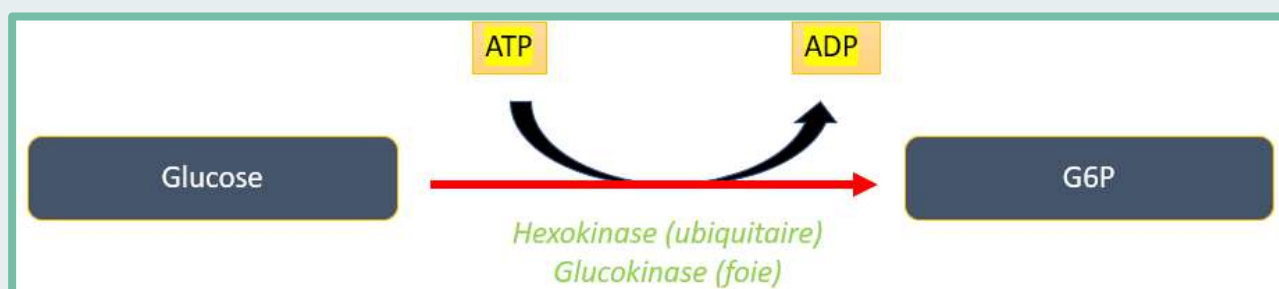 ATP ADP
Glucose G6P
Hexokinase (ubiquitaire)
Glucokinase (foie)